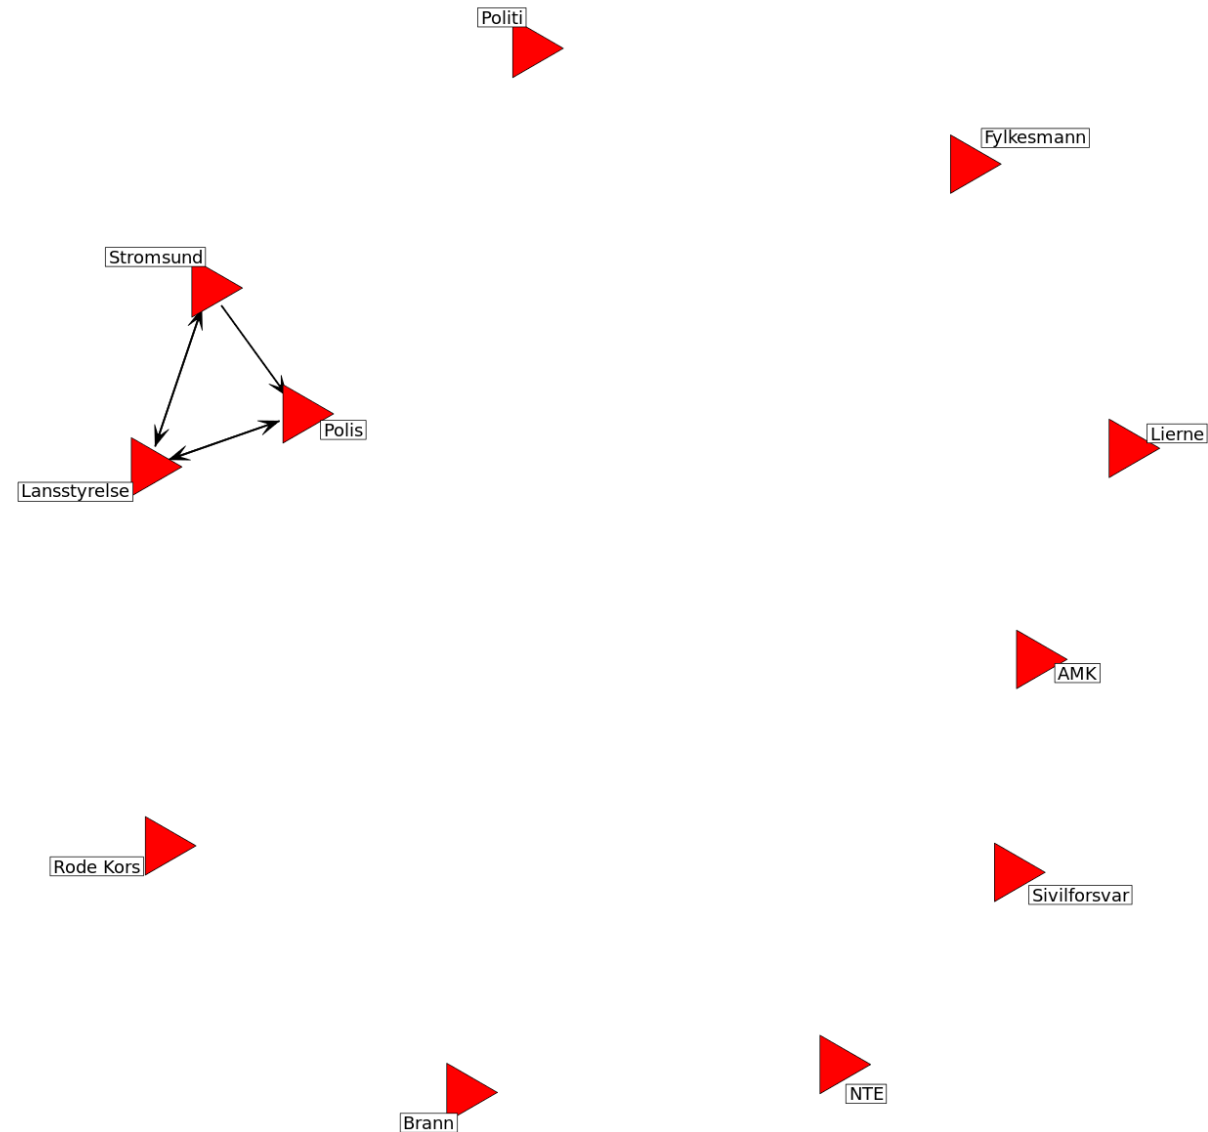 Politi
Fylkesmann
Stromsund
Polis
Lierne
Lansstyrelse
AMK
Rode Kors
Sivilforsvar
NTE
Brann